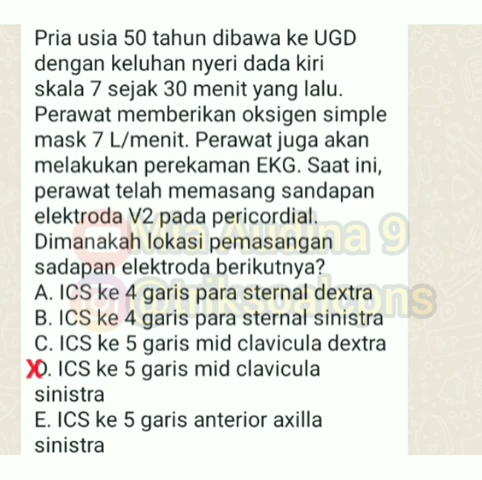 Pria usia 50 tahun dibawa ke UGD
dengan keluhan nyeri dada kiri
skala 7 sejak 30 menit yang lalu.
Perawat memberikan oksigen simple
mask 7 L/menit. Perawat juga akan
melakukan perekaman EKG. Saat ini,
perawat telah memasang sandapan
elektroda V2 pada pericordial.
Dimanakah lokasi pemasangan
sadapan elektroda berikutnya?
A. ICS ke 4 garis para sternal dextra
B. ICS ke 4 garis para sternal sinistra
C. ICS ke 5 garis mid clavicula dextra
D. ICS ke 5 garis mid clavicula
sinistra
E. ICS ke 5 garis anterior axilla
sinistra